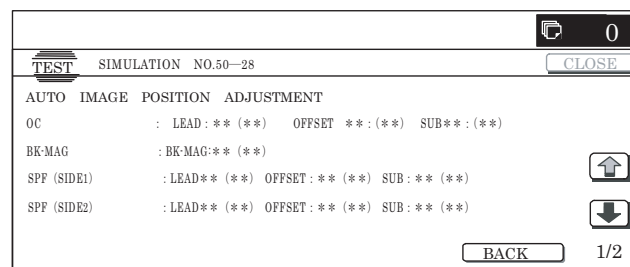 0
TEST SIMULATION NO.50—28 CLOSE
AUTO IMAGE POSITION ADJUSTMENT
OC : LEAD : ** (**) OFFSET **:(**) SUB**:(**)
BK-MAG : BK-MAG:** (**)
SPF (SIDE1) : LEAD** (**) OFFSET : ** (**) SUB : ** (**)
SPF (SIDE2) : LEAD** (**) OFFSET : ** (**) SUB : ** (**)
BACK 1/2